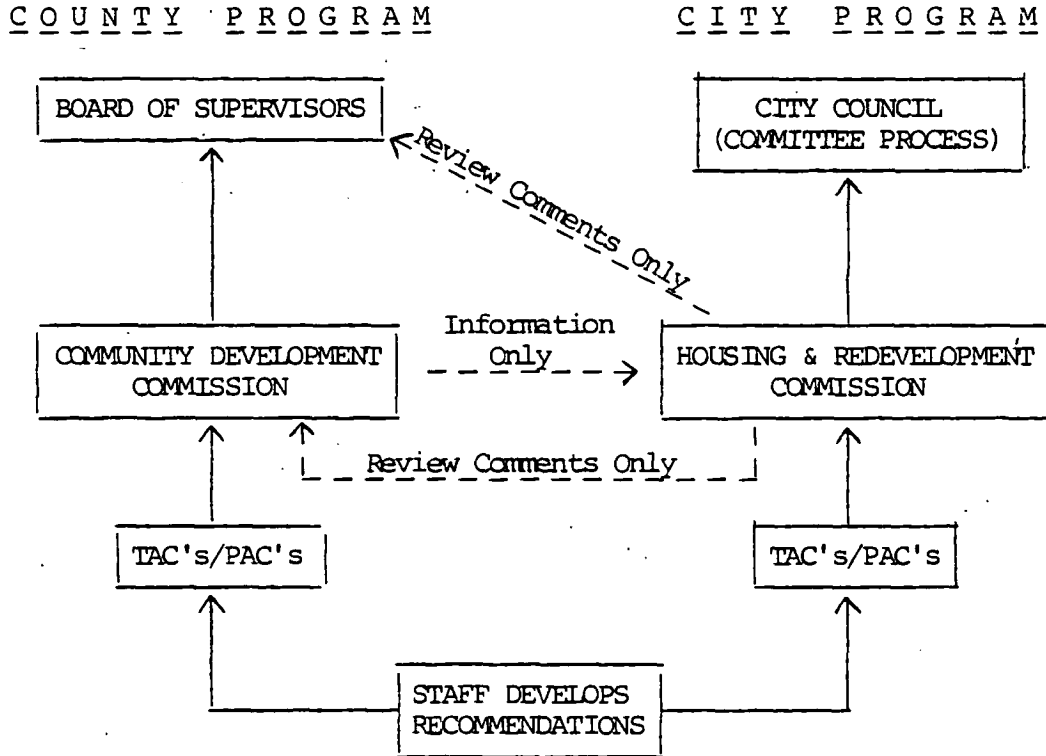 COUNTY PROGRAM
CITY PROGRAM
BOARD OF SUPERVISORS
CITY COUNCIL
(COMMITTEE PROCESS)
Review Comments Only
COMMUNITY DEVELOPMENT
COMMISSION
Information
Only
HOUSING & REDEVELOPMENT
COMMISSION
Review Comments Only
TAC's/PAC's
TAC's/PAC's
STAFF DEVELOPS
RECOMMENDATIONS